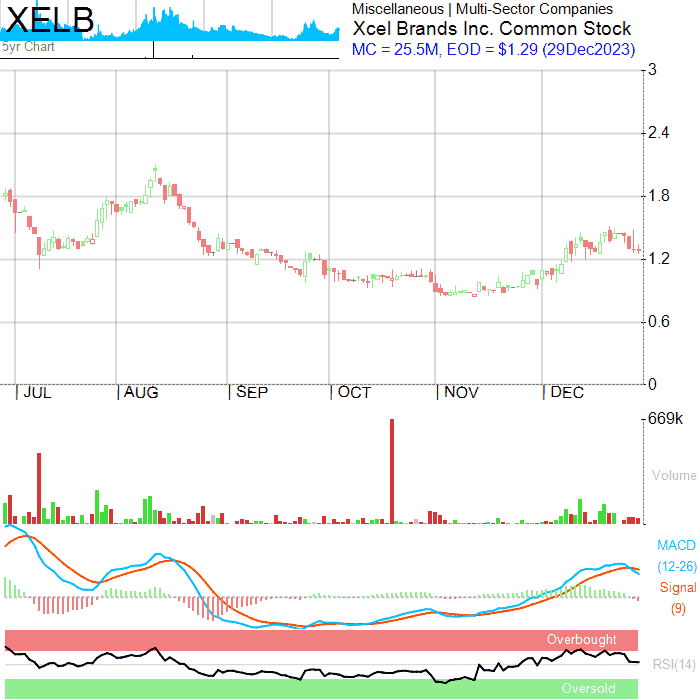 XELB
5yr Chart
Miscellaneous | Multi-Sector Companies
Xcel Brands Inc. Common Stock
MC = 25.5M, EOD = $1.29 (29Dec2023)
3
2.4
1.8
1.2
0.6
0
JUL AUG SEP OCT NOV DEC
669k
Volume
MACD
(12-26)
Signal
(9)
Overbought
RSI(14)
Oversold